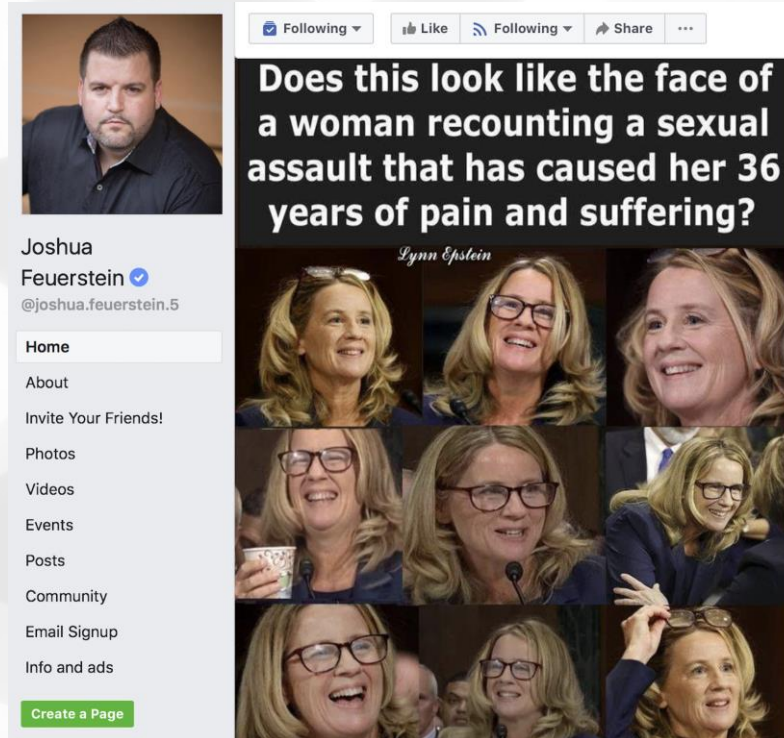 Following
Like
Following
Share
Does this look like the face of
a woman recounting a sexual
assault that has caused her 36
years of pain and suffering?
Lynn Epstein
Joshua
Feuerstein
@joshua.feuerstein.5
Home
About
Invite Your Friends!
Photos
Videos
Events
Posts
Community
Email Signup
Info and ads
Create a Page